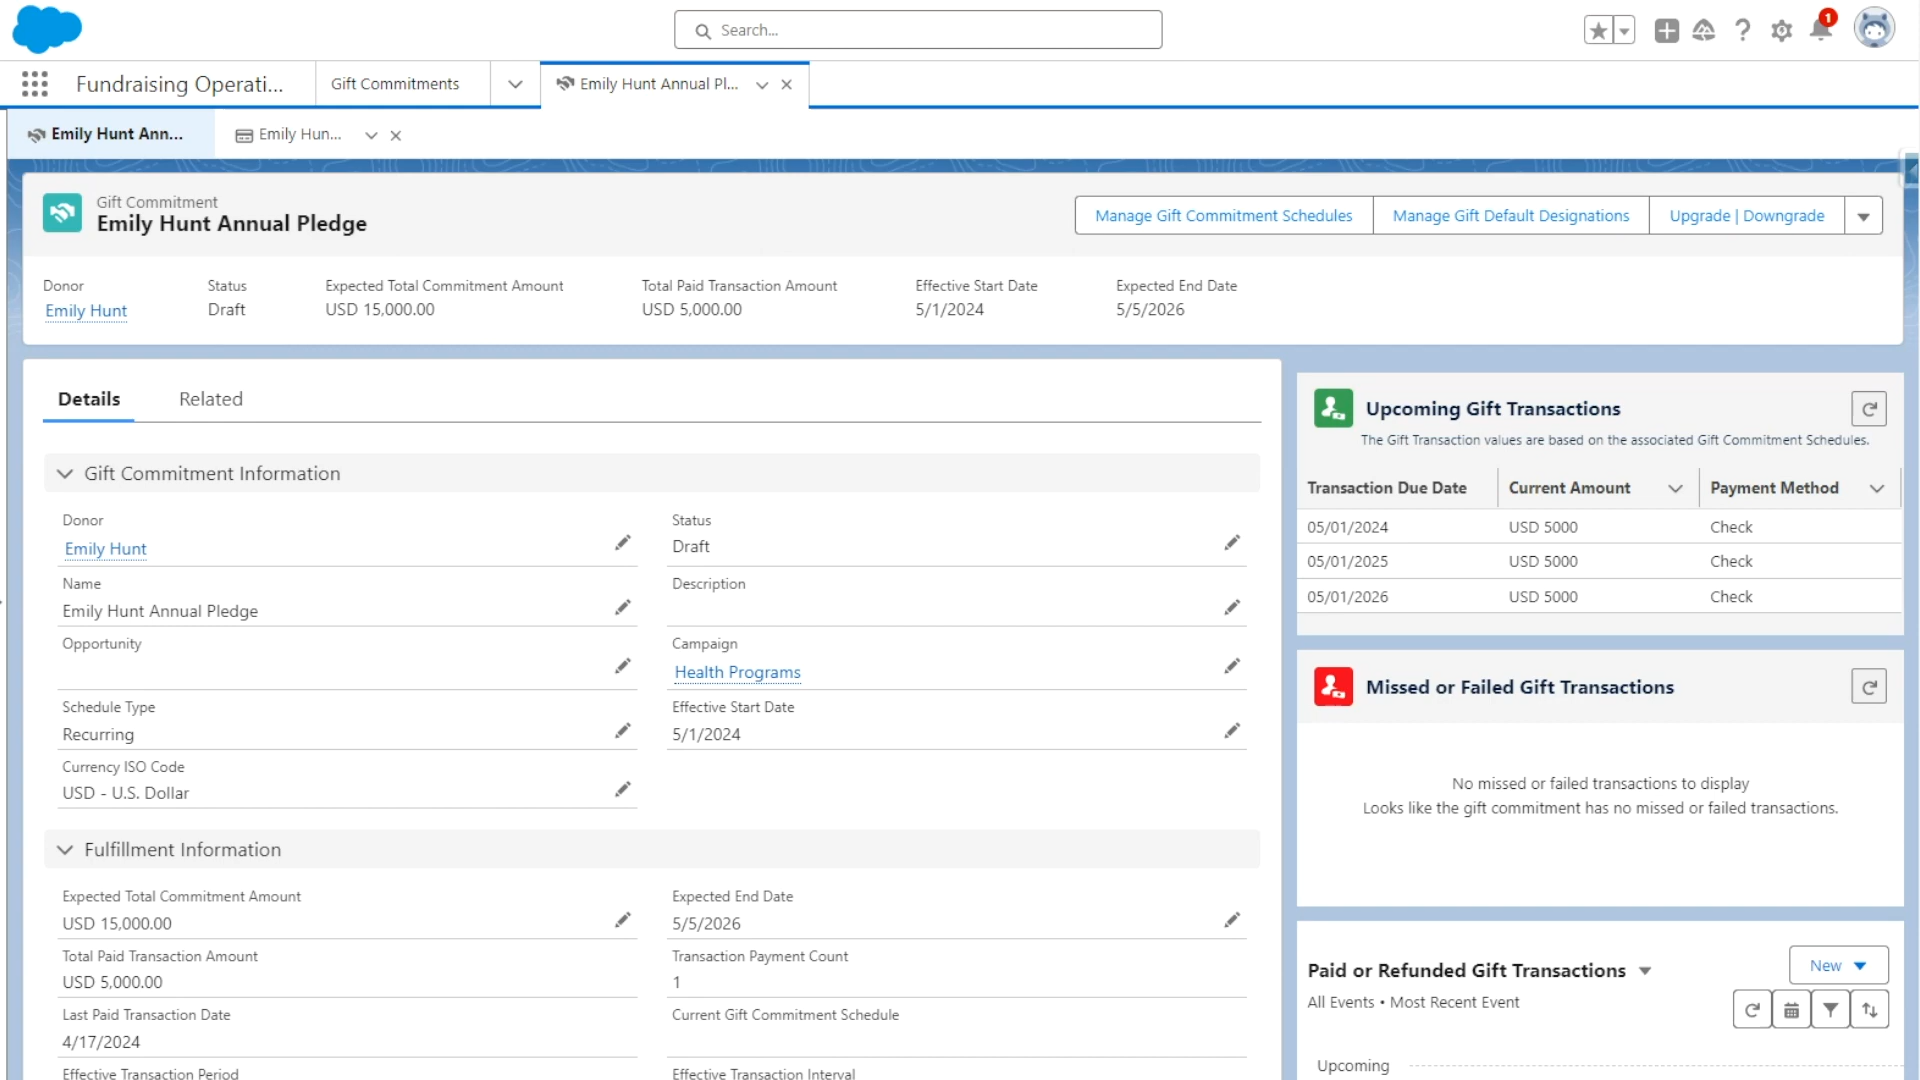 Search...
1
Fundraising Operati...
Gift Commitments
Emily Hunt Annual Pl...
Emily Hunt Ann...
Emily Hun...
Gift Commitment
Emily Hunt Annual Pledge
Manage Gift Commitment Schedules
Manage Gift Default Designations
Upgrade | Downgrade
Donor
Emily Hunt
Status
Draft
Expected Total Commitment Amount
USD 15,000.00
Total Paid Transaction Amount
USD 5,000.00
Effective Start Date
5/1/2024
Expected End Date
5/5/2026
Details
Related
Gift Commitment Information
Donor
Emily Hunt
Status
Draft
Name
Emily Hunt Annual Pledge
Description
Opportunity
Campaign
Health Programs
Schedule Type
Recurring
Effective Start Date
5/1/2024
Currency ISO Code
USD - U.S. Dollar
Fulfillment Information
Expected Total Commitment Amount
USD 15,000.00
Expected End Date
5/5/2026
Total Paid Transaction Amount
USD 5,000.00
Transaction Payment Count
1
Last Paid Transaction Date
4/17/2024
Current Gift Commitment Schedule
Effective Transaction Period
Effective Transaction Interval
Upcoming Gift Transactions
The Gift Transaction values are based on the associated Gift Commitment Schedules.
Transaction Due Date Current Amount Payment Method
05/01/2024 USD 5000 Check
05/01/2025 USD 5000 Check
05/01/2026 USD 5000 Check
Missed or Failed Gift Transactions
No missed or failed transactions to display
Looks like the gift commitment has no missed or failed transactions.
Paid or Refunded Gift Transactions
New
All Events • Most Recent Event
Upcoming